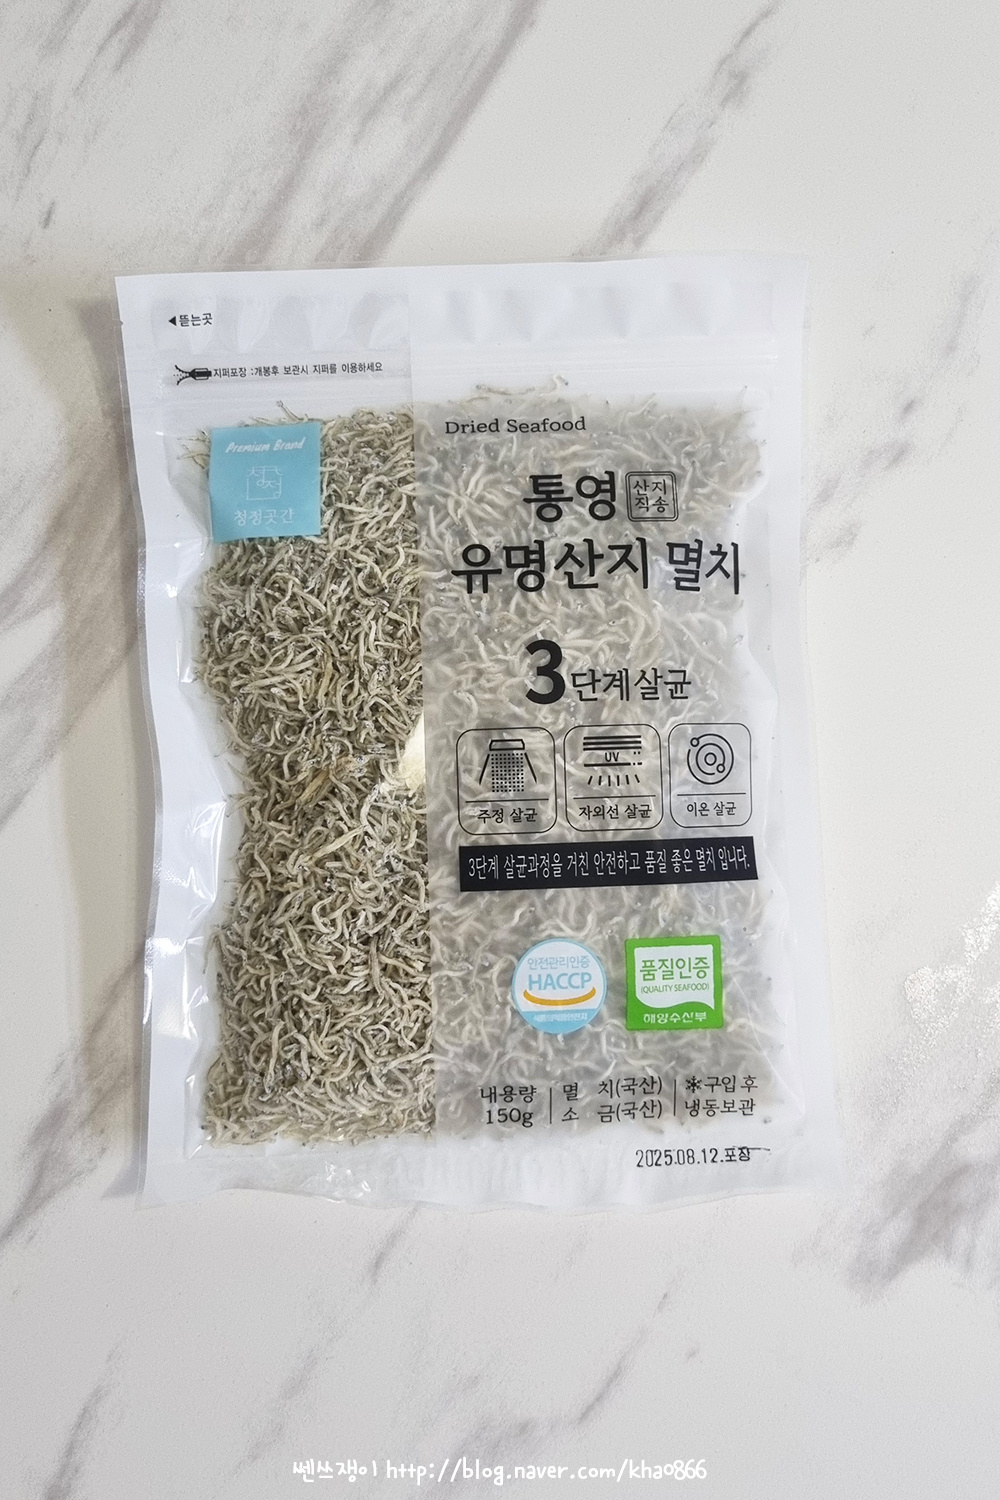 ◀뜯는곳
지퍼포장 :개봉후 보관시 지퍼를 이용하세요
Premium Brand
청정
청정곳간
Dried Seafood
통영 산지직송
유명산지 멸치
3단계살균
주정 살균
UV
자외선 살균
이온 살균
3단계 살균과정을 거친 안전하고 품질 좋은 멸치 입니다.
안전관리인증
HACCP
품질인증
(QUALITY SEAFOOD)
해양수산부
내용량
150g
멸 치(국산)
소 금(국산)
구입 후
냉동보관
2025.08.12.포장
쎈쓰쟁이 http://blog.naver.com/khao866